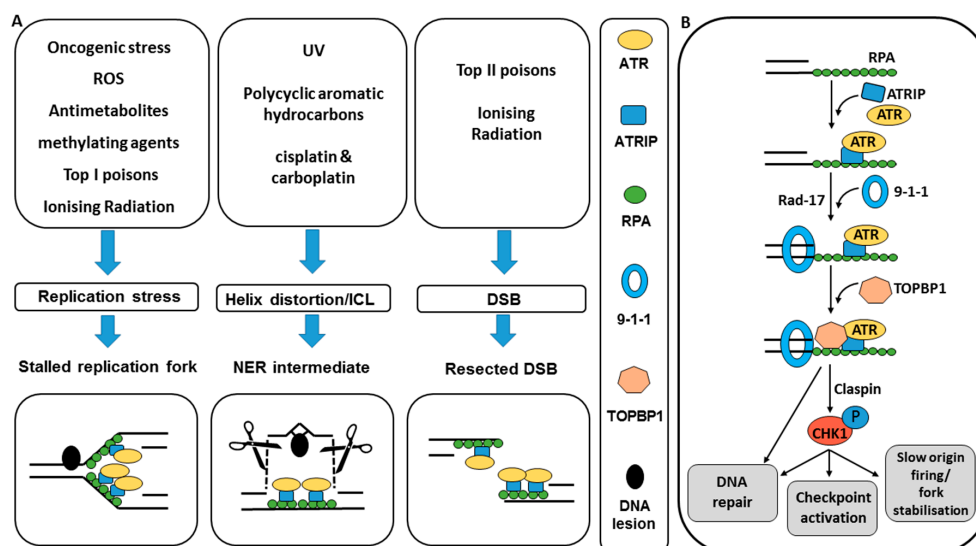 A
Oncogenic stress
ROS
Antimetabolites
methylating agents
Top I poisons
Ionising Radiation
Replication stress
Stalled replication fork
UV
Polycyclic aromatic
hydrocarbons
cisplatin &
carboplatin
Helix distortion/ICL
NER intermediate
Top II poisons
Ionising
Radiation
DSB
Resected DSB
ATR
ATRIP
RPA
9-1-1
TOPBP1
DNA
lesion
B
RPA
ATRIP
ATR
ATR
Rad-17
9-1-1
ATR
TOPBP1
ATR
Claspin
P
CHK1
DNA
repair
Checkpoint
activation
Slow origin
firing/
fork
stabilisation